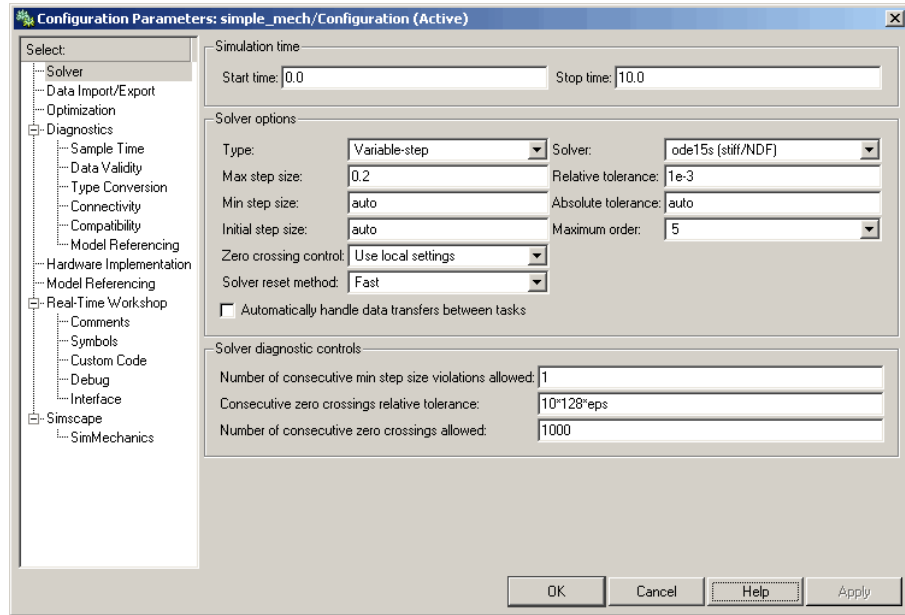 Configuration Parameters: simple_mech/Configuration (Active)
Select:
Solver
Data Import/Export
Optimization
Diagnostics
Sample Time
Data Validity
Type Conversion
Connectivity
Compatibility
Model Referencing
Hardware Implementation
Model Referencing
Real-Time Workshop
Comments
Symbols
Custom Code
Debug
Interface
Simscape
SimMechanics
Simulation time
Start time: 0.0 Stop time: 10.0
Solver options
Type: Variable-step Solver: ode15s (stiff/NDF)
Max step size: 0.2 Relative tolerance: 1e-3
Min step size: auto Absolute tolerance: auto
Initial step size: auto Maximum order: 5
Zero crossing control: Use local settings
Solver reset method: Fast
Automatically handle data transfers between tasks
Solver diagnostic controls
Number of consecutive min step size violations allowed: 1
Consecutive zero crossings relative tolerance: 10*128*eps
Number of consecutive zero crossings allowed: 1000
OK Cancel Help Apply